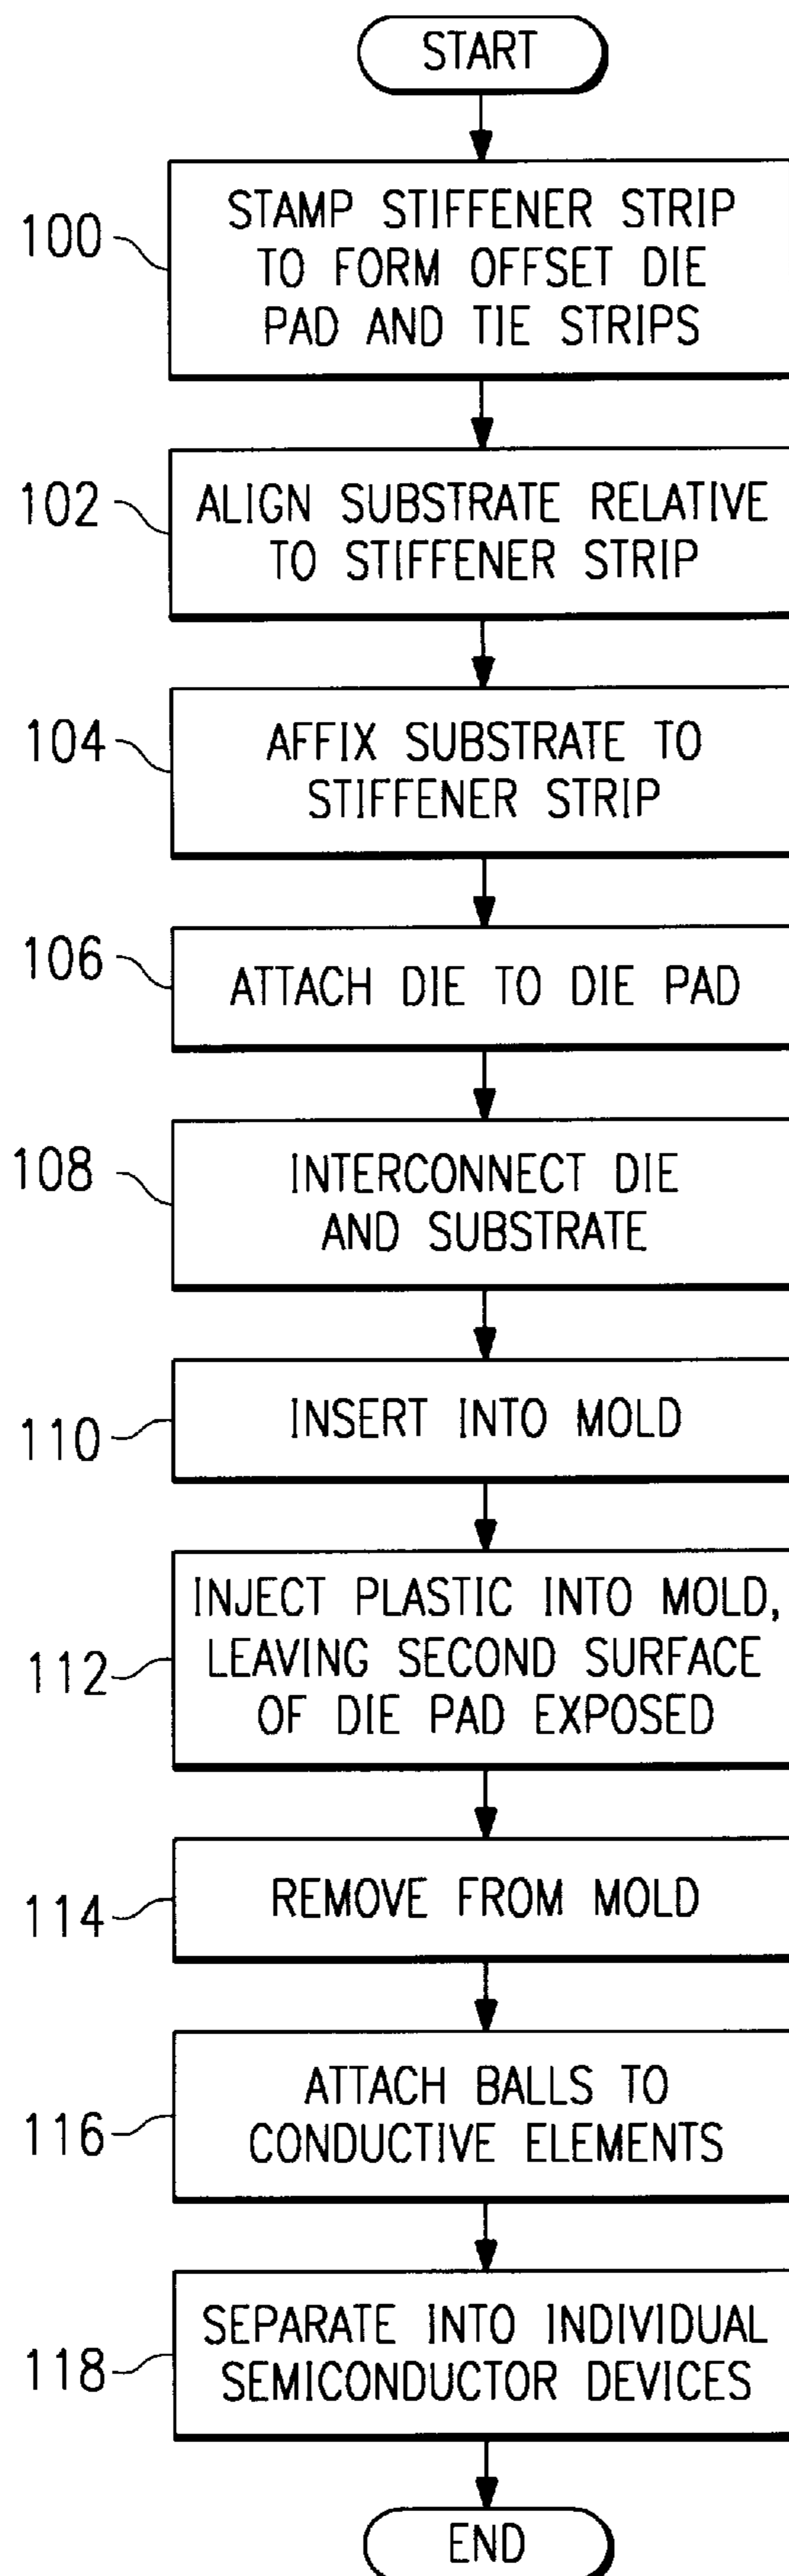 START
100
STAMP STIFFENER STRIP
TO FORM OFFSET DIE
PAD AND TIE STRIPS
102
ALIGN SUBSTRATE RELATIVE
TO STIFFENER STRIP
104
AFFIX SUBSTRATE TO
STIFFENER STRIP
106
ATTACH DIE TO DIE PAD
108
INTERCONNECT DIE
AND SUBSTRATE
110
INSERT INTO MOLD
112
INJECT PLASTIC INTO MOLD,
LEAVING SECOND SURFACE
OF DIE PAD EXPOSED
114
REMOVE FROM MOLD
116
ATTACH BALLS TO
CONDUCTIVE ELEMENTS
118
SEPARATE INTO INDIVIDUAL
SEMICONDUCTOR DEVICES
END